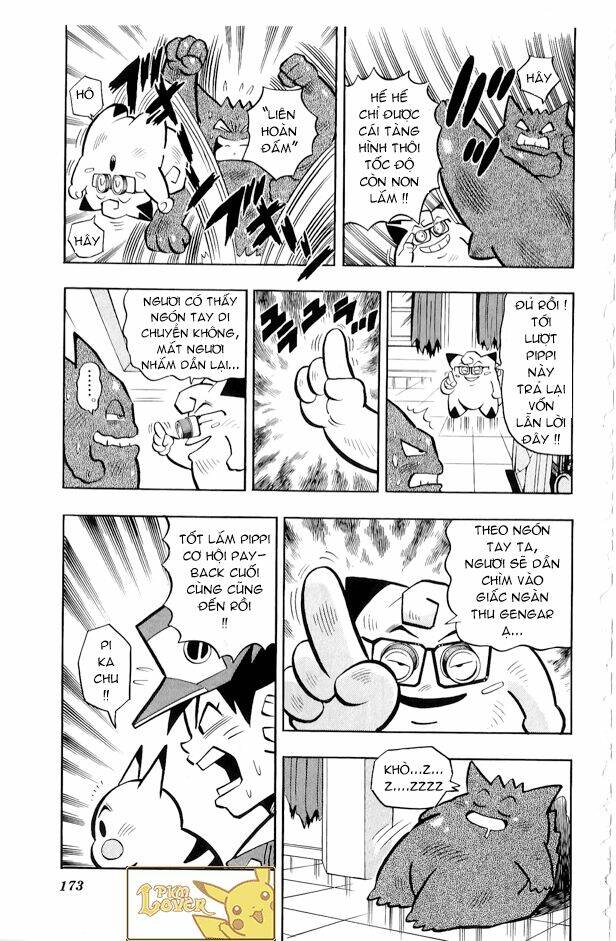 HÂY
HẾ HẾ
CHỈ ĐƯỢC
CÁI TÀNG
HÌNH THÔI
TỐC ĐỘ
CÒN NON
LẮM !!
"LIÊN
HOÀN
ĐẤM"
HÔ
HÂY
ĐỦ RỒI !
TỚI
LƯỢT PIPPI
NÀY
TRẢ LẠI
VỐN
LẪN LỜI
ĐÂY !!
NGƯƠI CÓ THẤY
NGÓN TAY DI
CHUYỂN KHÔNG,
MẮT NGƯƠI
NHẮM DẦN LẠI...
THEO NGÓN
TAY TA,
NGƯƠI SẼ DẦN
CHÌM VÀO
GIẤC NGÀN
THU GENGAR
Ạ...
TỐT LẮM PIPPI
CƠ HỘI PAY-
BACK CUỐI
CÙNG CŨNG
ĐẾN RỒI
!!
PI
KA
CHU
!!
KHÒ...Z...
Z....ZZZZ
173
PKM
LOVER